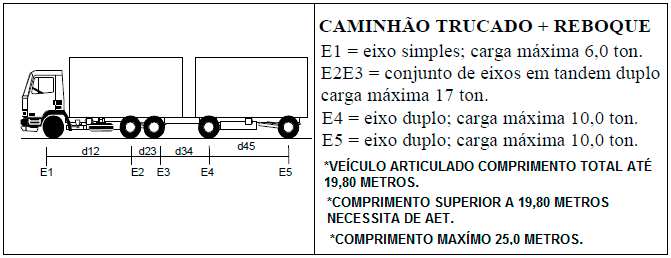 CAMINHÃO TRUCADO + REBOQUE
E1 = eixo simples; carga máxima 6,0 ton.
E2E3 = conjunto de eixos em tandem duplo
carga máxima 17 ton.
E4 = eixo duplo; carga máxima 10,0 ton.
E5 = eixo duplo; carga máxima 10,0 ton.
*VEÍCULO ARTICULADO COMPRIMENTO TOTAL ATÉ
19,80 METROS.
*COMPRIMENTO SUPERIOR A 19,80 METROS
NECESSITA DE AET.
*COMPRIMENTO MAXÍMO 25,0 METROS.
d12 d23 d34 d45
E1 E2 E3 E4 E5